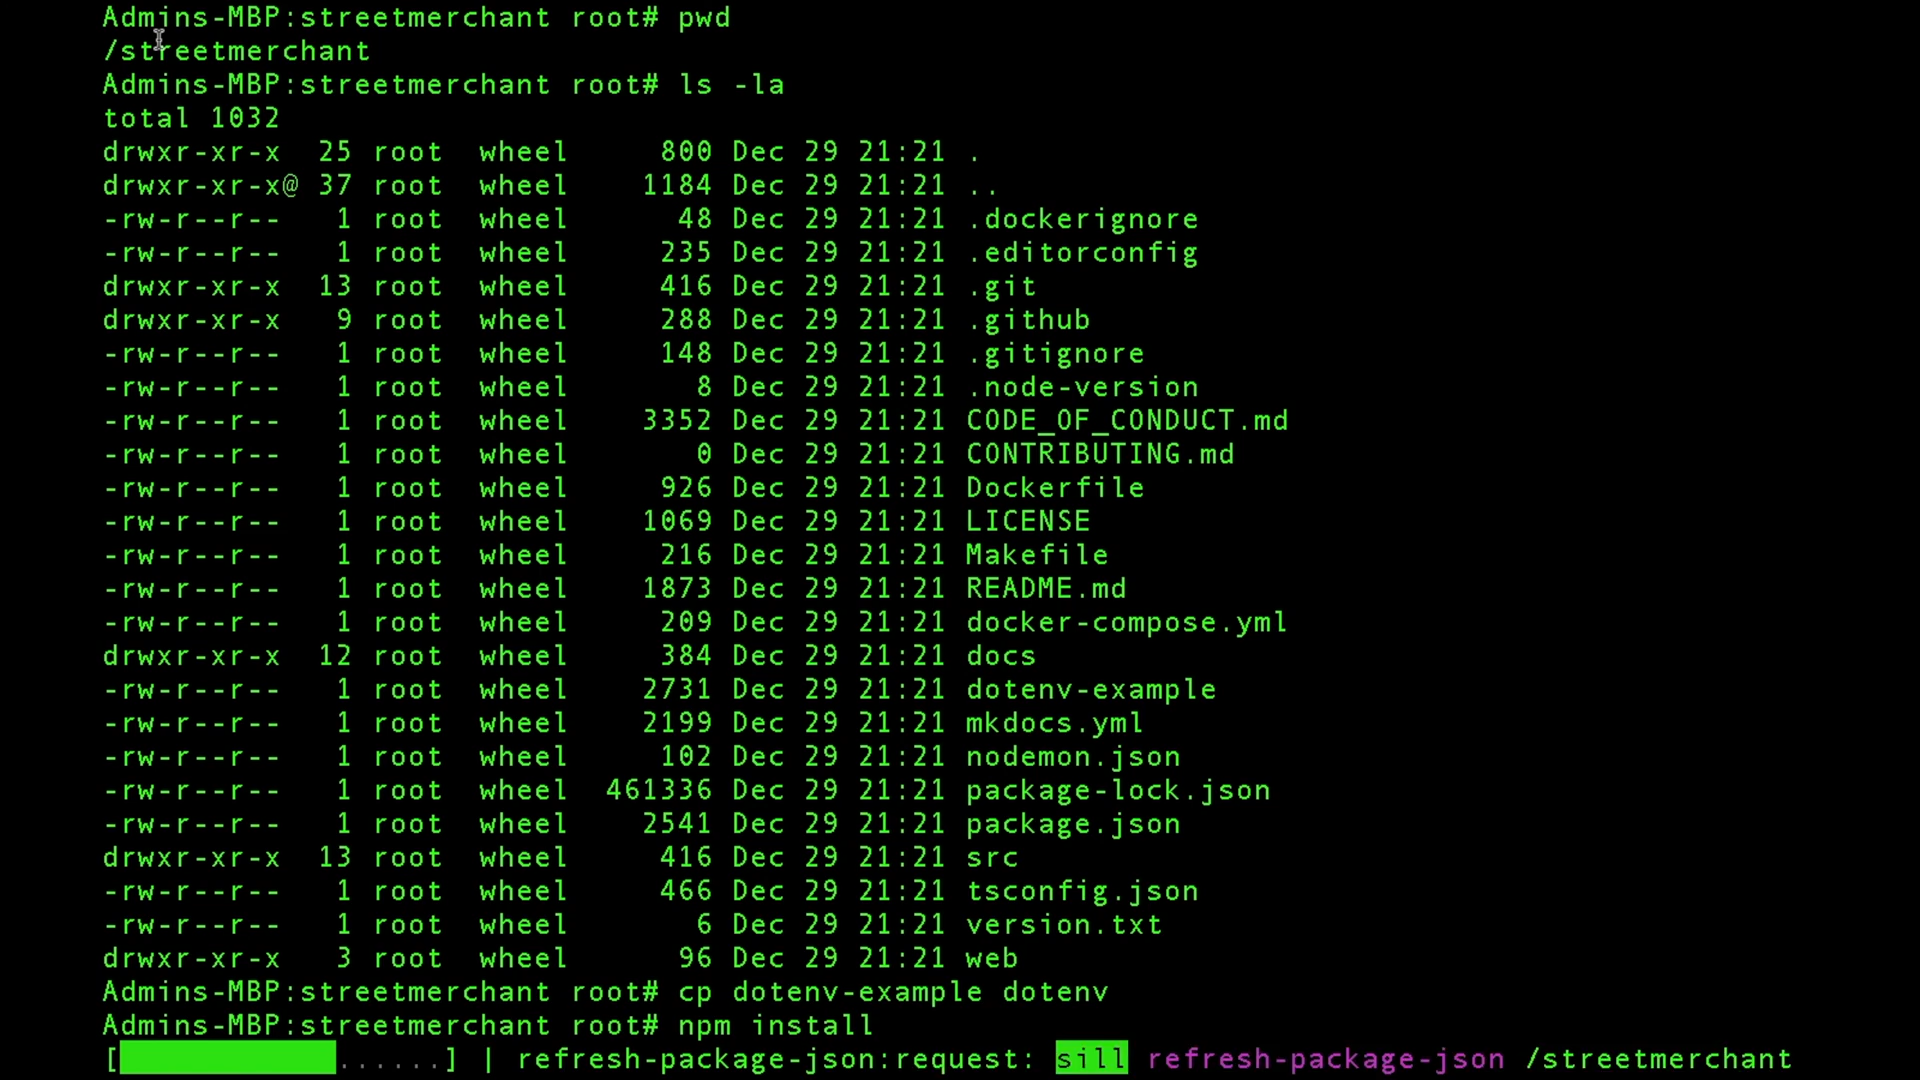 Admins-MBP:streetmerchant root# pwd
/streetmerchant
Admins-MBP:streetmerchant root# ls -la
total 1032
drwxr-xr-x  25 root  wheel     800 Dec 29 21:21 .
drwxr-xr-x@ 37 root  wheel    1184 Dec 29 21:21 ..
-rw-r--r--   1 root  wheel      48 Dec 29 21:21 .dockerignore
-rw-r--r--   1 root  wheel     235 Dec 29 21:21 .editorconfig
drwxr-xr-x  13 root  wheel     416 Dec 29 21:21 .git
drwxr-xr-x   9 root  wheel     288 Dec 29 21:21 .github
-rw-r--r--   1 root  wheel     148 Dec 29 21:21 .gitignore
-rw-r--r--   1 root  wheel       8 Dec 29 21:21 .node-version
-rw-r--r--   1 root  wheel    3352 Dec 29 21:21 CODE_OF_CONDUCT.md
-rw-r--r--   1 root  wheel       0 Dec 29 21:21 CONTRIBUTING.md
-rw-r--r--   1 root  wheel     926 Dec 29 21:21 Dockerfile
-rw-r--r--   1 root  wheel    1069 Dec 29 21:21 LICENSE
-rw-r--r--   1 root  wheel     216 Dec 29 21:21 Makefile
-rw-r--r--   1 root  wheel    1873 Dec 29 21:21 README.md
-rw-r--r--   1 root  wheel     209 Dec 29 21:21 docker-compose.yml
drwxr-xr-x  12 root  wheel     384 Dec 29 21:21 docs
-rw-r--r--   1 root  wheel    2731 Dec 29 21:21 dotenv-example
-rw-r--r--   1 root  wheel    2199 Dec 29 21:21 mkdocs.yml
-rw-r--r--   1 root  wheel     102 Dec 29 21:21 nodemon.json
-rw-r--r--   1 root  wheel  461336 Dec 29 21:21 package-lock.json
-rw-r--r--   1 root  wheel    2541 Dec 29 21:21 package.json
drwxr-xr-x  13 root  wheel     416 Dec 29 21:21 src
-rw-r--r--   1 root  wheel     466 Dec 29 21:21 tsconfig.json
-rw-r--r--   1 root  wheel       6 Dec 29 21:21 version.txt
drwxr-xr-x   3 root  wheel      96 Dec 29 21:21 web
Admins-MBP:streetmerchant root# cp dotenv-example dotenv
Admins-MBP:streetmerchant root# npm install
[            ......] | refresh-package-json:request: sill refresh-package-json /streetmerchant